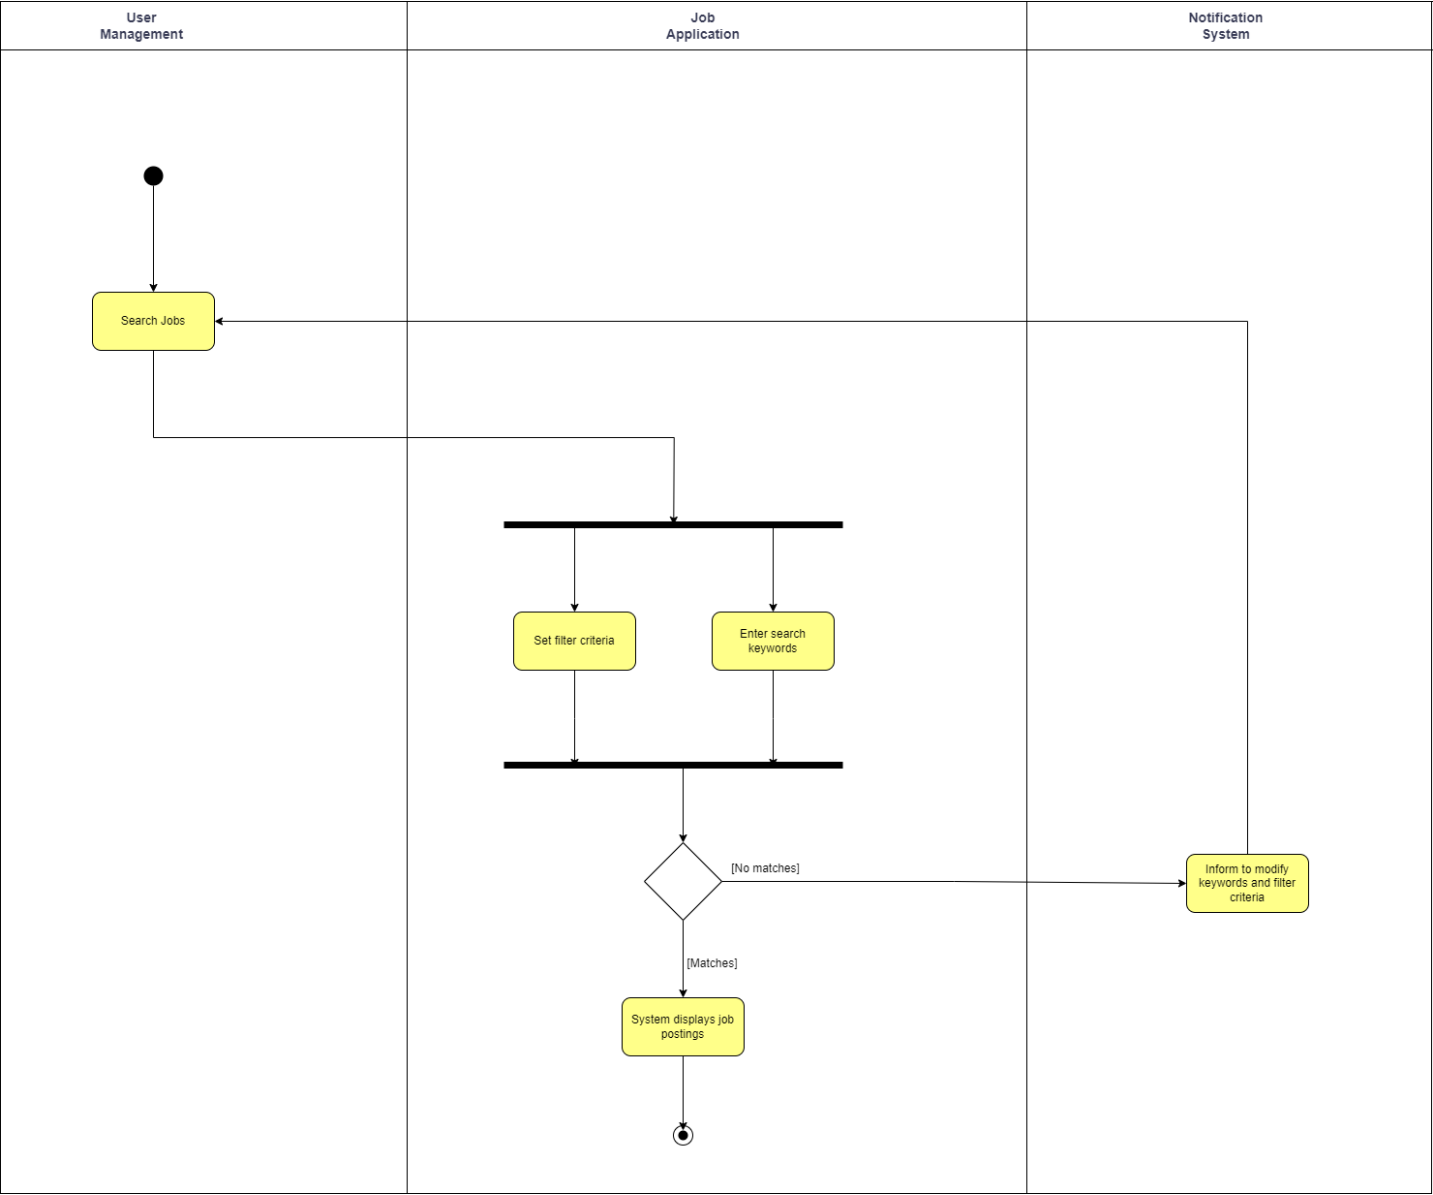 User
Management
Job
Application
Notification
System
Search Jobs
Set filter criteria
Enter search
keywords
[No matches]
Inform to modify
keywords and filter
criteria
[Matches]
System displays job
postings